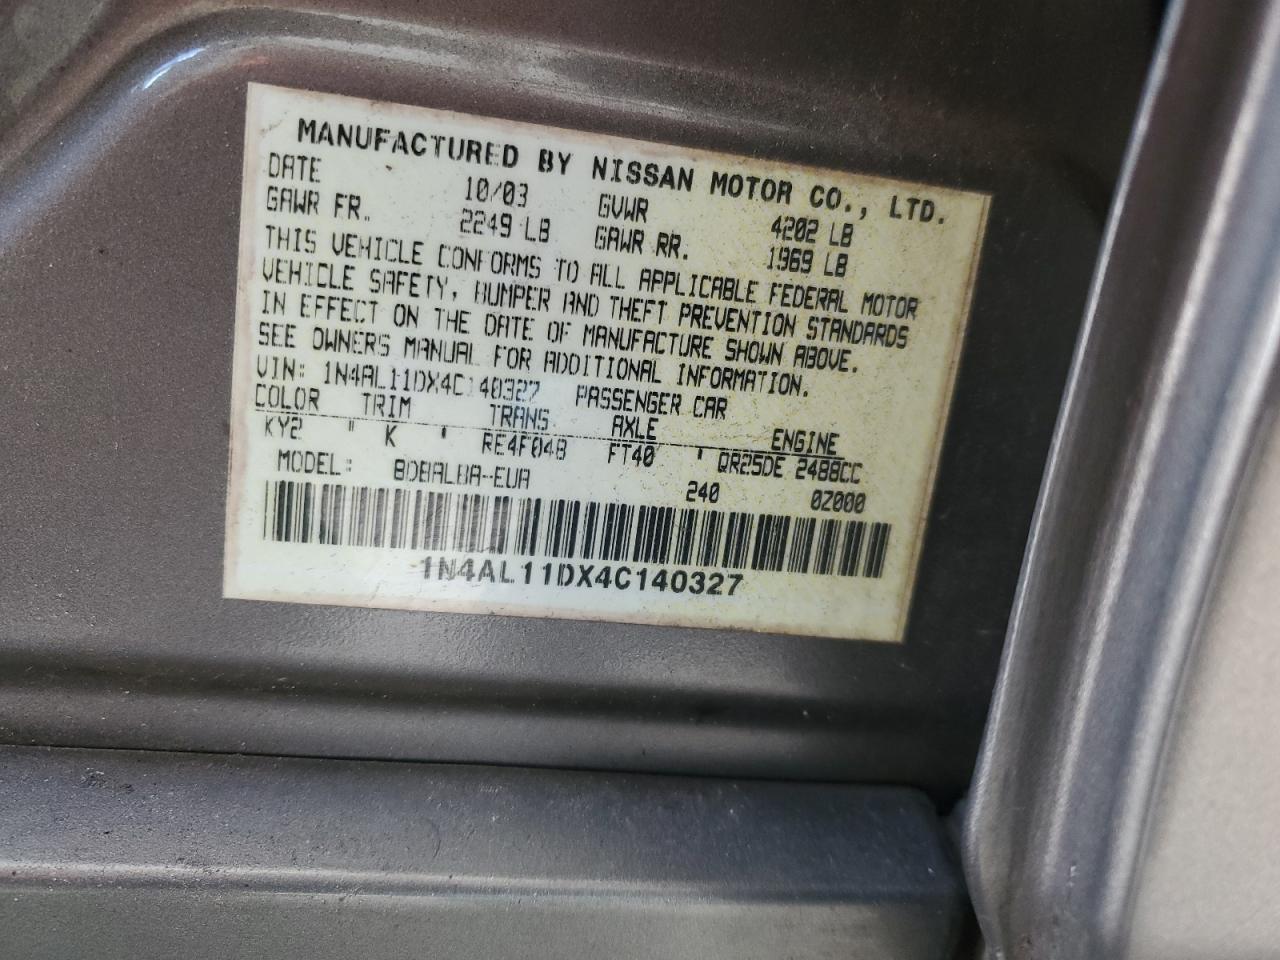 MANUFACTURED BY NISSAN MOTOR CO., LTD.
DATE 10/03 GVWR 4202 LB
GAWR FR. 2249 LB GAWR RR. 1969 LB
THIS VEHICLE CONFORMS TO ALL APPLICABLE FEDERAL MOTOR
VEHICLE SAFETY, BUMPER AND THEFT PREVENTION STANDARDS
IN EFFECT ON THE DATE OF MANUFACTURE SHOWN ABOVE.
SEE OWNERS MANUAL FOR ADDITIONAL INFORMATION.
VIN: 1N4AL11DX4C140327 PASSENGER CAR
COLOR TRIM TRANS AXLE ENGINE
KY2 " K ' RE4F04B FT40 ' QR25DE 2488CC
MODEL: BDBALBA-EUA 240 0Z000
1N4AL11DX4C140327